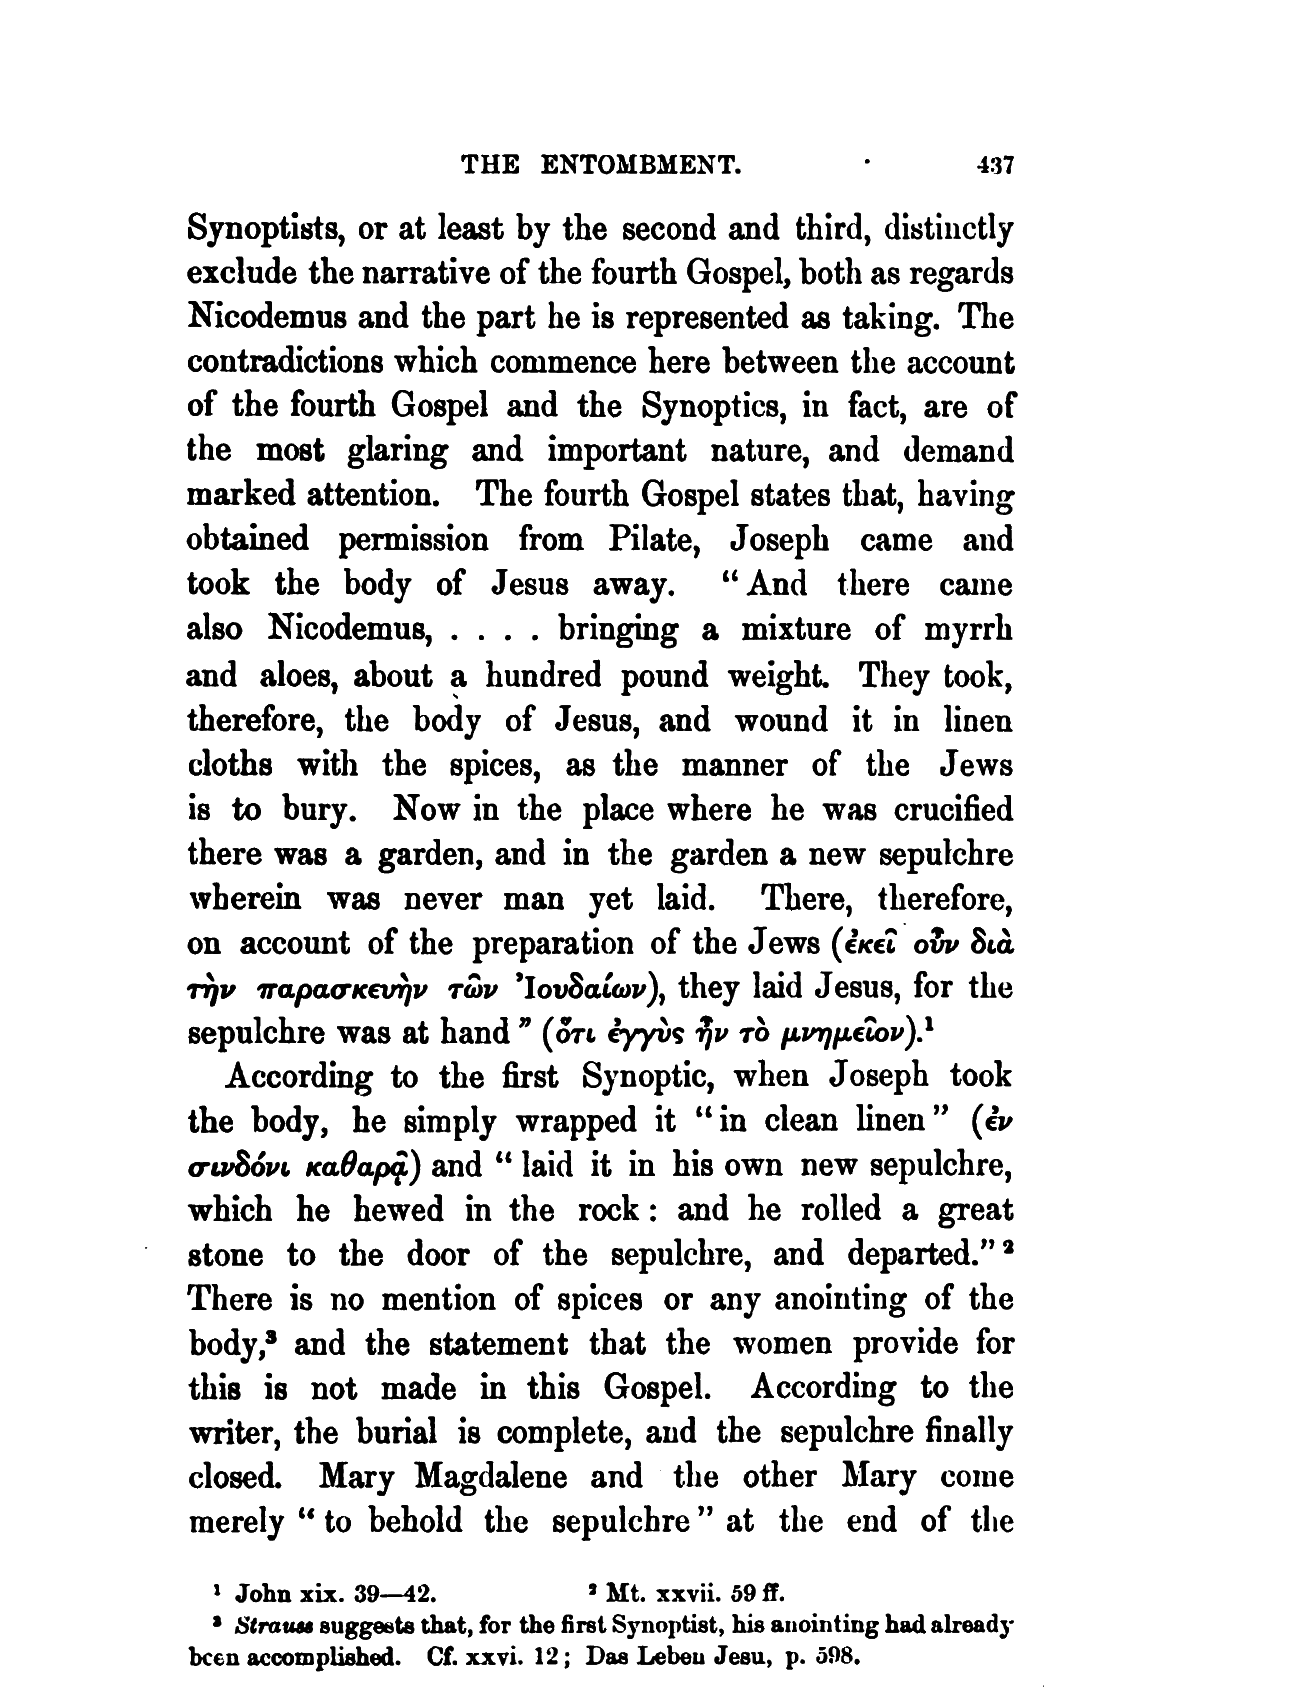 THE ENTOMBMENT. 437
Synoptists, or at least by the second and third, distinctly
exclude the narrative of the fourth Gospel, both as regards
Nicodemus and the part he is represented as taking. The
contradictions which commence here between the account
of the fourth Gospel and the Synoptics, in fact, are of
the most glaring and important nature, and demand
marked attention. The fourth Gospel states that, having
obtained permission from Pilate, Joseph came and
took the body of Jesus away. “And there came
also Nicodemus, . . . . bringing a mixture of myrrh
and aloes, about a hundred pound weight. They took,
therefore, the body of Jesus, and wound it in linen
cloths with the spices, as the manner of the Jews
is to bury. Now in the place where he was crucified
there was a garden, and in the garden a new sepulchre
wherein was never man yet laid. There, therefore,
on account of the preparation of the Jews (ἐκεῖ οὖν διὰ
τὴν παρασκευὴν τῶν Ἰουδαίων), they laid Jesus, for the
sepulchre was at hand” (ὅτι ἐγγὺς ἦν τὸ μνημεῖον).¹
According to the first Synoptic, when Joseph took
the body, he simply wrapped it “in clean linen” (ἐν
σινδόνι καθαρᾷ) and “laid it in his own new sepulchre,
which he hewed in the rock: and he rolled a great
stone to the door of the sepulchre, and departed.”²
There is no mention of spices or any anointing of the
body,³ and the statement that the women provide for
this is not made in this Gospel. According to the
writer, the burial is complete, and the sepulchre finally
closed. Mary Magdalene and the other Mary come
merely “to behold the sepulchre” at the end of the
¹ John xix. 39—42. ² Mt. xxvii. 59 ff.
³ Strauss suggests that, for the first Synoptist, his anointing had already
been accomplished. Cf. xxvi. 12; Das Leben Jesu, p. 598.